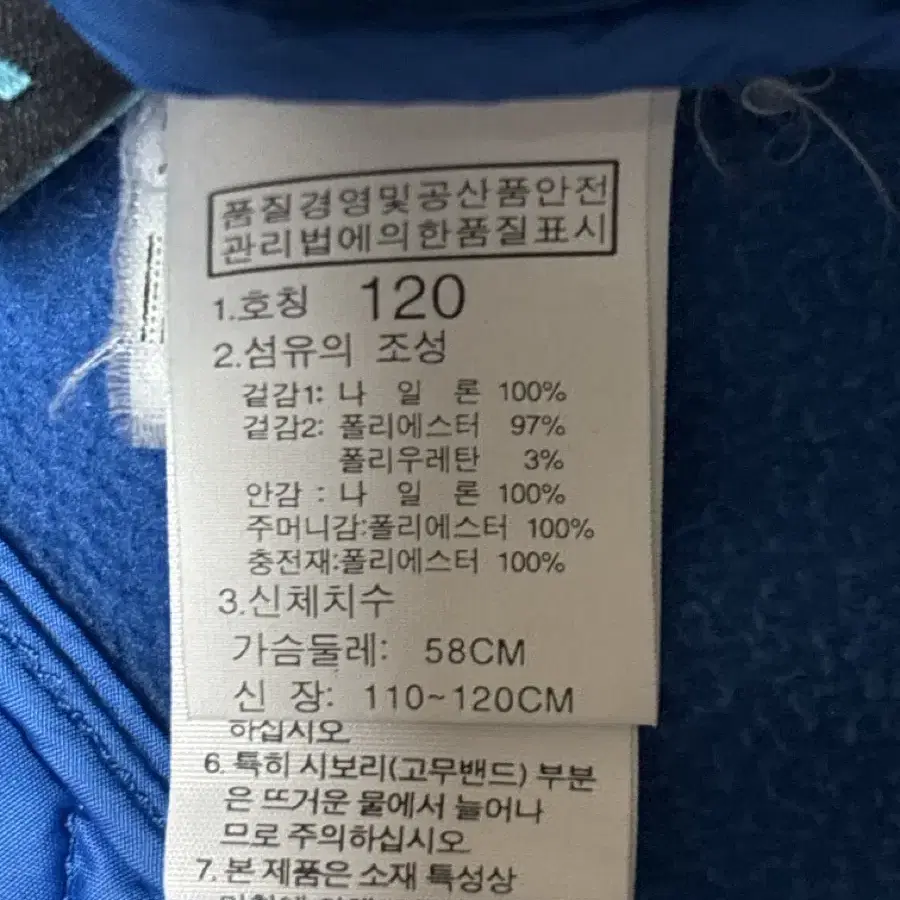 품질경영및공산품안전
관리법에의한품질표시
1.호칭 120
2.섬유의 조성
겉감1: 나 일 론 100%
겉감2: 폴리에스터 97%
폴리우레탄 3%
안감 : 나 일 론 100%
주머니감:폴리에스터 100%
충전재:폴리에스터 100%
3.신체치수
가슴둘레: 58CM
신 장: 110~120CM
하십시오
6. 특히 시보리(고무밴드) 부분
은 뜨거운 물에서 늘어나
므로 주의하십시오
7. 본 제품은 소재 특성상